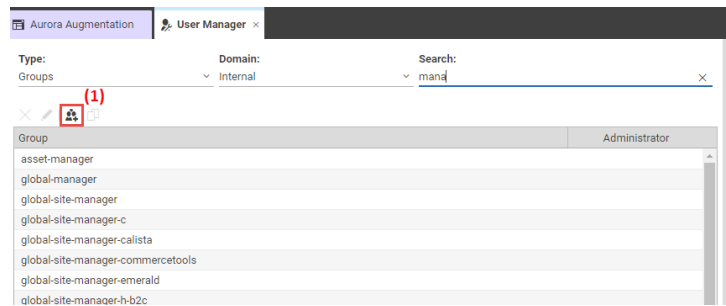 Aurora Augmentation
User Manager
Type:
Domain:
Search:
Groups
Internal
mana
(1)
Group
Administrator
asset-manager
global-manager
global-site-manager
global-site-manager-c
global-site-manager-calista
global-site-manager-commercetools
global-site-manager-emerald
global-site-manager-h-b2c